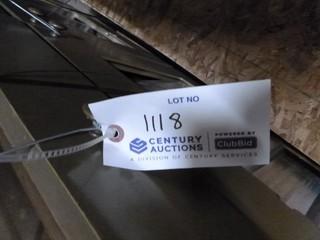 LOT NO
1118
CENTURY
AUCTIONS
POWERED BY
ClubBid
A DIVISION OF CENTURY SERVICES